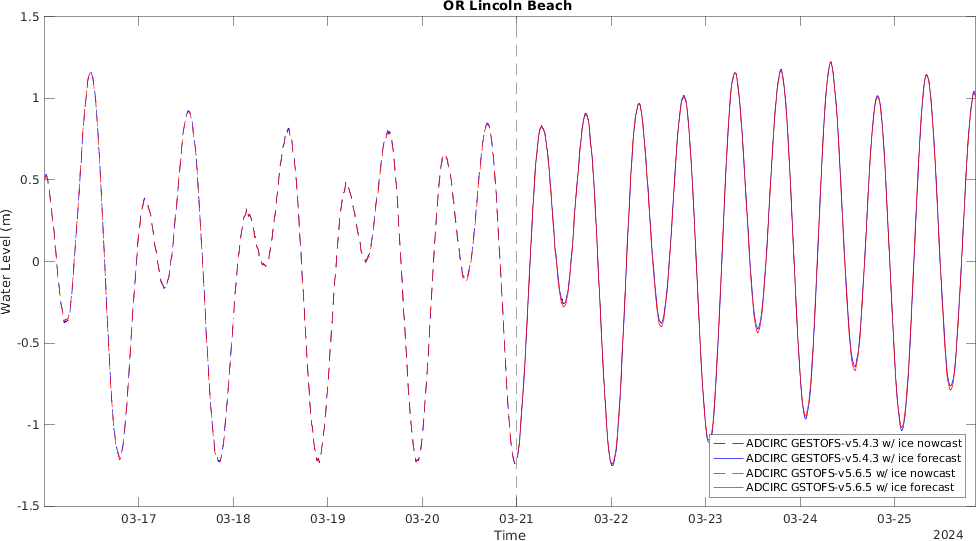 OR Lincoln Beach
1.5
1
0.5
0
-0.5
-1
-1.5
Water Level (m)
03-17 03-18 03-19 03-20 03-21 03-22 03-23 03-24 03-25
Time
2024
ADCIRC GESTOFS-v5.4.3 w/ ice nowcast
ADCIRC GESTOFS-v5.4.3 w/ ice forecast
ADCIRC GSTOFS-v5.6.5 w/ ice nowcast
ADCIRC GSTOFS-v5.6.5 w/ ice forecast